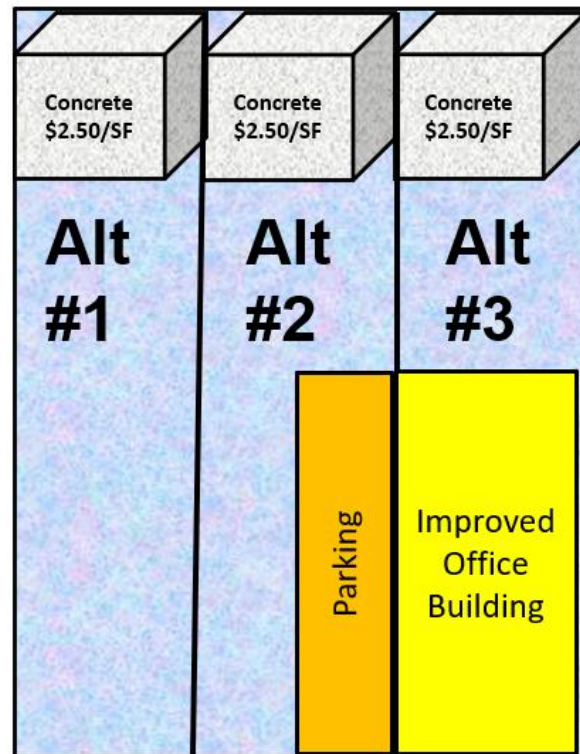 Concrete
$2.50/SF
Concrete
$2.50/SF
Concrete
$2.50/SF
Alt
#1
Alt
#2
Alt
#3
Parking
Improved
Office
Building